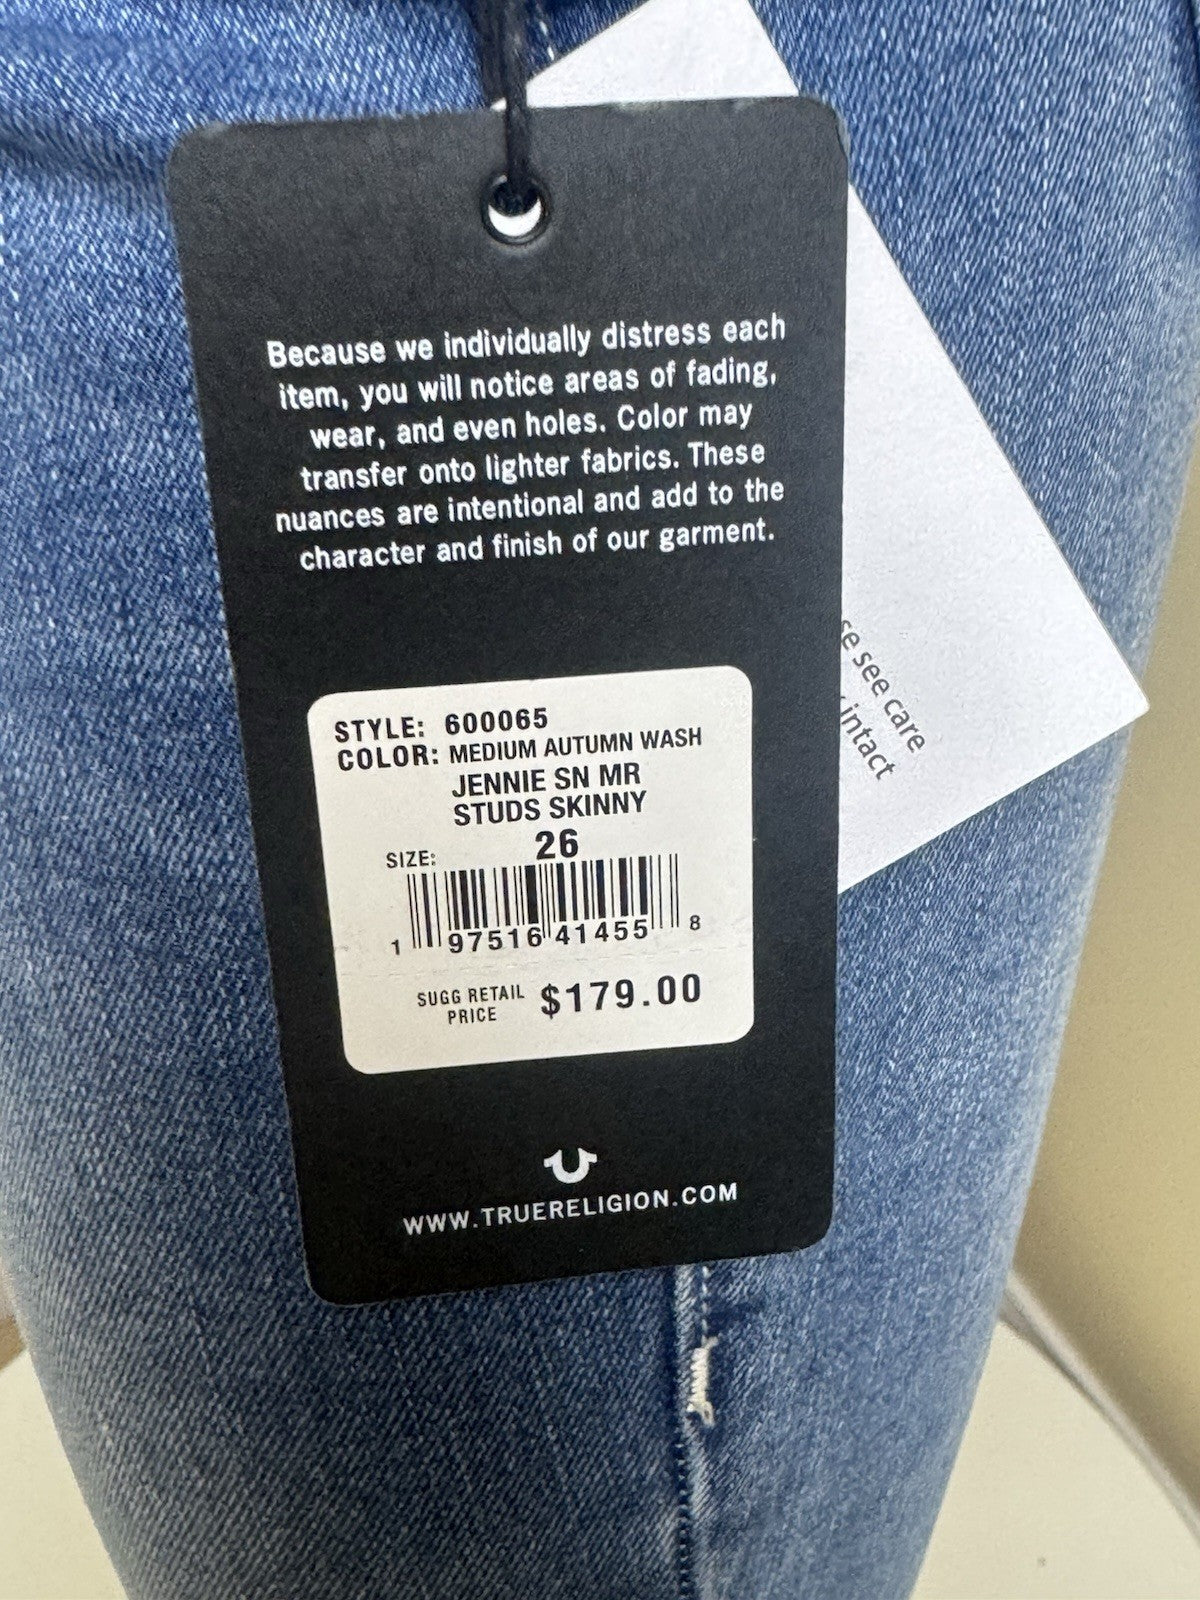 Because we individually distress each
item, you will notice areas of fading,
wear, and even holes. Color may
transfer onto lighter fabrics. These
nuances are intentional and add to the
character and finish of our garment.
se see care
intact
STYLE: 600065
COLOR: MEDIUM AUTUMN WASH
JENNIE SN MR
STUDS SKINNY
SIZE: 26
1 97516 41455 8
SUGG RETAIL
PRICE $179.00
WWW.TRUERELIGION.COM